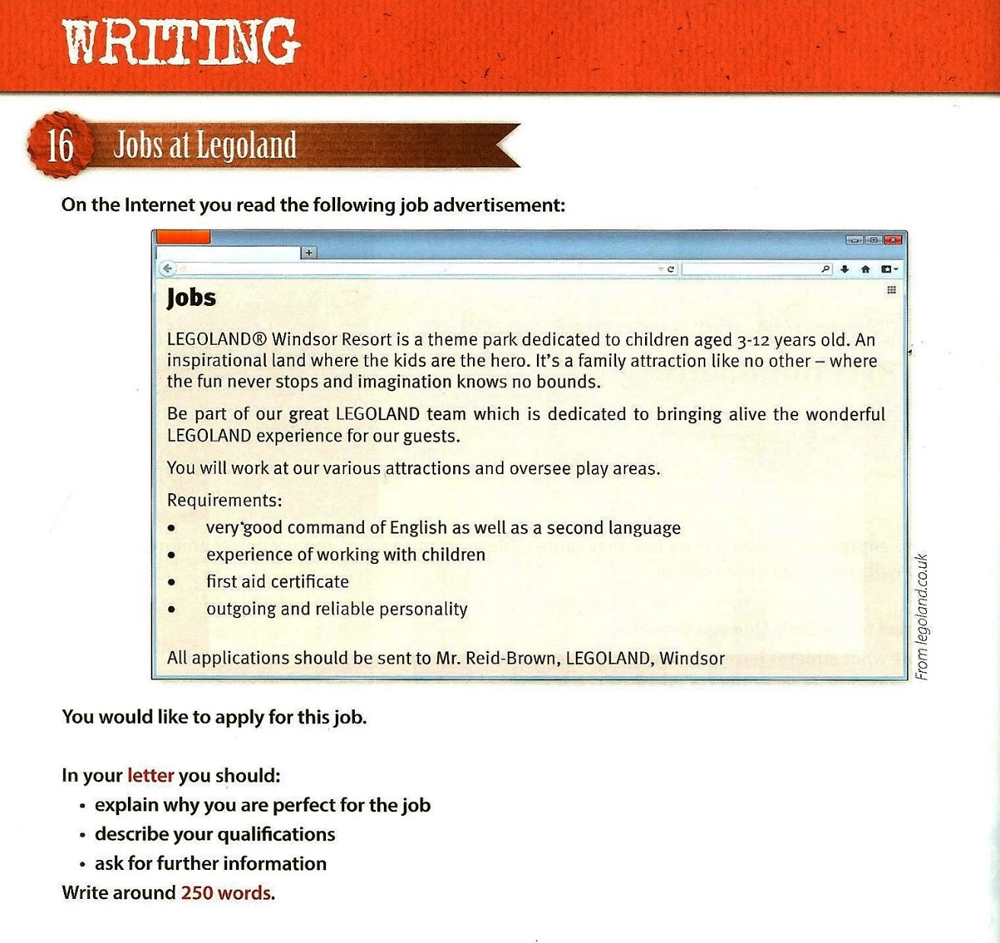 WRITING
16 Jobs at Legoland
On the Internet you read the following job advertisement:
Jobs
LEGOLAND® Windsor Resort is a theme park dedicated to children aged 3-12 years old. An
inspirational land where the kids are the hero. It's a family attraction like no other – where
the fun never stops and imagination knows no bounds.
Be part of our great LEGOLAND team which is dedicated to bringing alive the wonderful
LEGOLAND experience for our guests.
You will work at our various attractions and oversee play areas.
Requirements:
• very good command of English as well as a second language
• experience of working with children
• first aid certificate
• outgoing and reliable personality
All applications should be sent to Mr. Reid-Brown, LEGOLAND, Windsor
From legoland.co.uk
You would like to apply for this job.
In your letter you should:
• explain why you are perfect for the job
• describe your qualifications
• ask for further information
Write around 250 words.